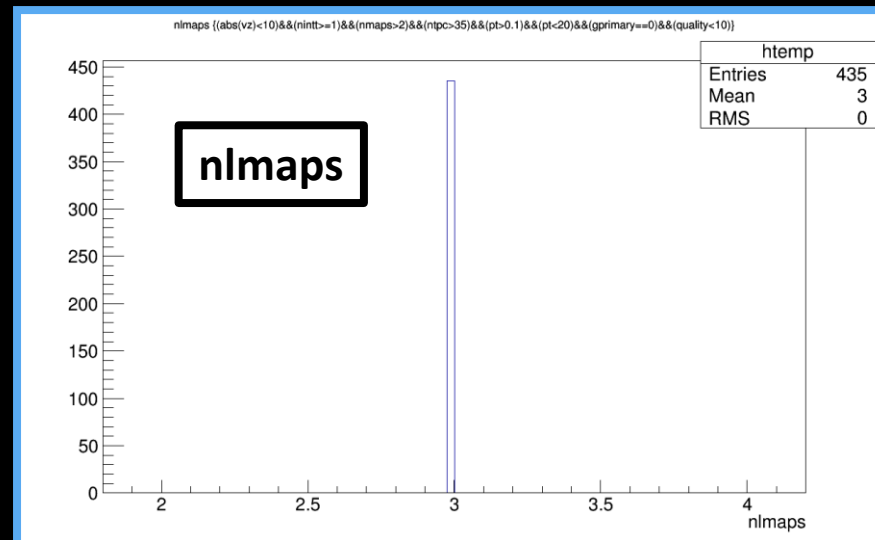 nlmaps {(abs(vz)<10)&&(nintt>=1)&&(nmaps>2)&&(ntpc>35)&&(pt>0.1)&&(pt<20)&&(gprimary==0)&&(quality<10)}
htemp
Entries 435
Mean 3
RMS 0
nlmaps
450
400
350
300
250
200
150
100
50
0
2 2.5 3 3.5 4
nlmaps